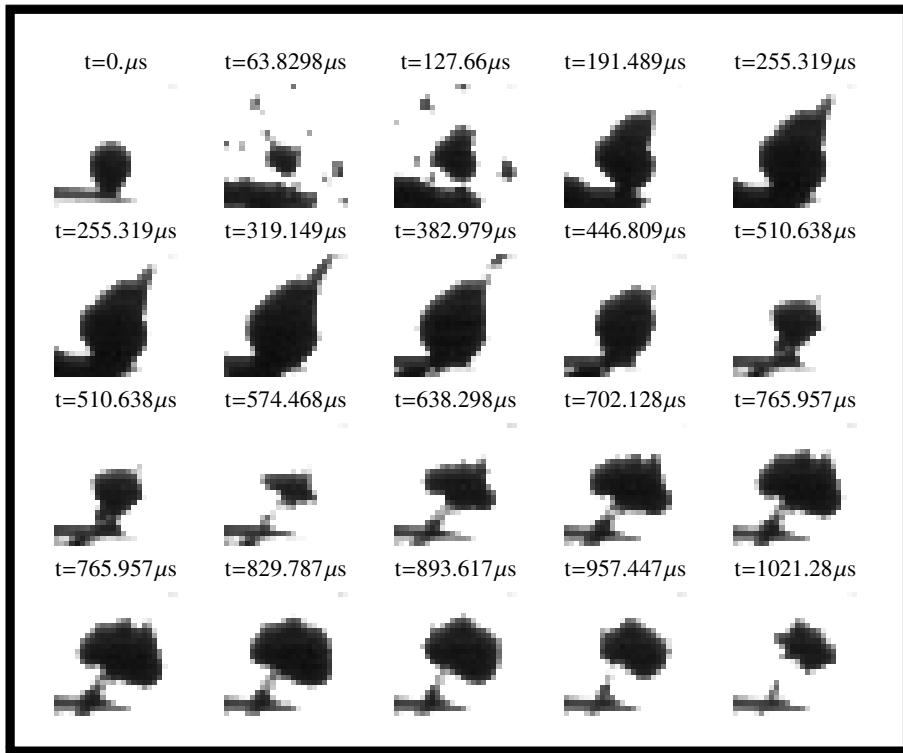 t=0.μs t=63.8298μs t=127.66μs t=191.489μs t=255.319μs
t=255.319μs t=319.149μs t=382.979μs t=446.809μs t=510.638μs
t=510.638μs t=574.468μs t=638.298μs t=702.128μs t=765.957μs
t=765.957μs t=829.787μs t=893.617μs t=957.447μs t=1021.28μs